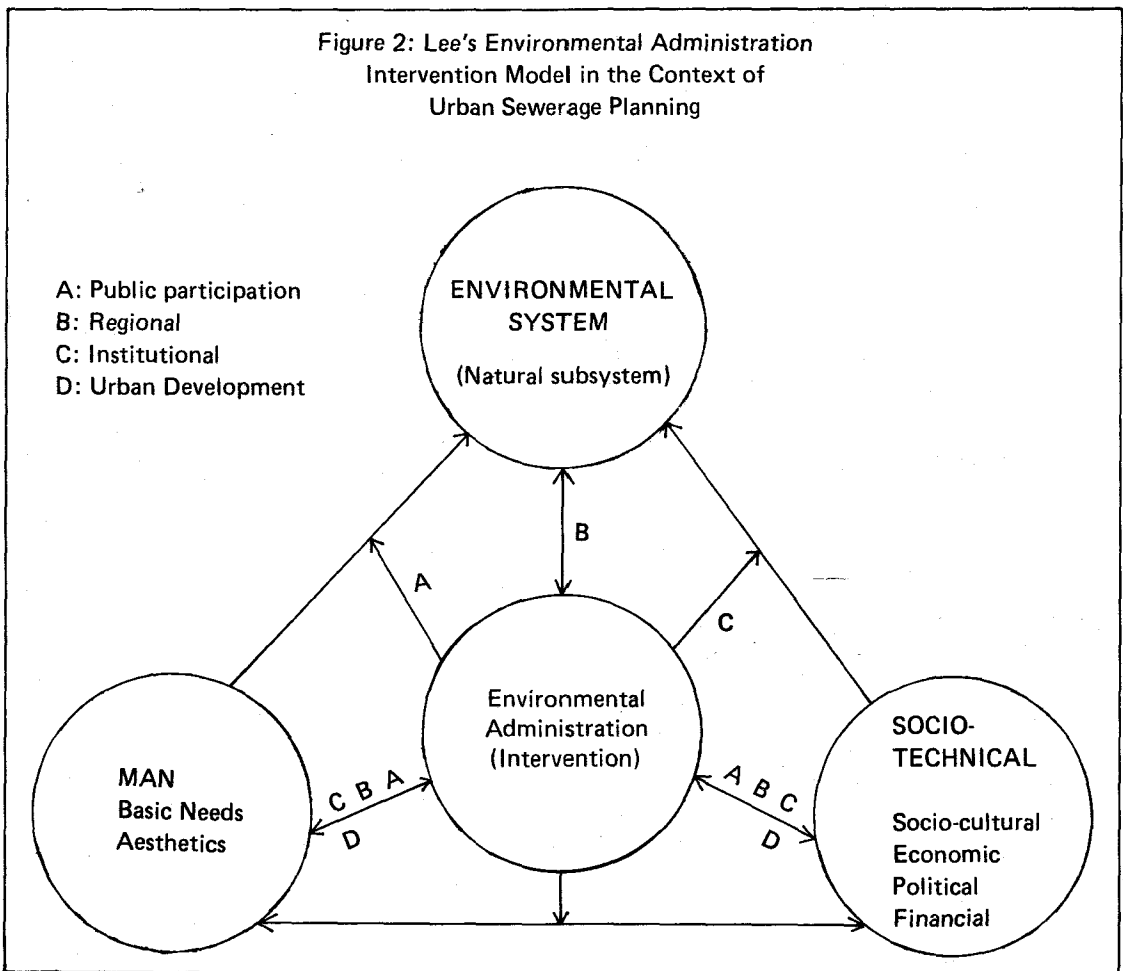 Figure 2: Lee's Environmental Administration
Intervention Model in the Context of
Urban Sewerage Planning
A: Public participation
B: Regional
C: Institutional
D: Urban Development
ENVIRONMENTAL
SYSTEM
(Natural subsystem)
B
A
C
Environmental
Administration
(Intervention)
MAN
Basic Needs
Aesthetics
C B A
D
A B C
D
SOCIO-
TECHNICAL
Socio-cultural
Economic
Political
Financial